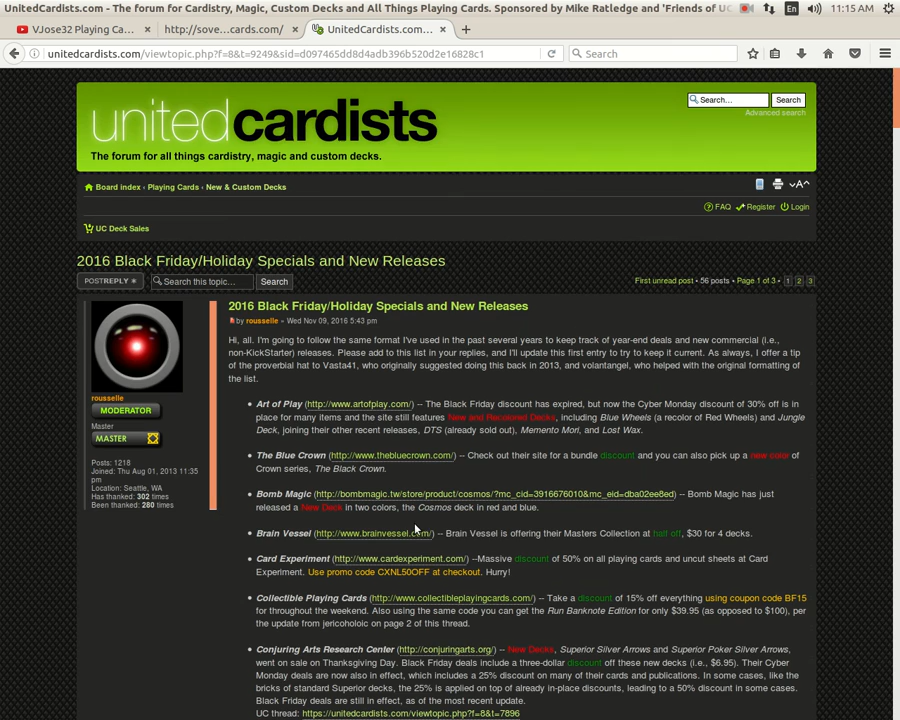 UnitedCardists.com - The forum for Cardistry, Magic, Custom Decks and All Things Playing Cards. Sponsored by Mike Ratledge and 'Friends of UC
En 11:15 AM
VJose32 Playing Ca... × http://sove...cards.com/ × UnitedCardists.com... × +
unitedcardists.com/viewtopic.php?f=8&t=9249&sid=d097465dd8d4adb396b520d2e16828c1 Search
unitedcardists
The forum for all things cardistry, magic and custom decks.
Search... Search
Advanced search
Board index ‹ Playing Cards ‹ New & Custom Decks
FAQ Register Login
UC Deck Sales
2016 Black Friday/Holiday Specials and New Releases
POSTREPLY Search this topic... Search First unread post • 56 posts • Page 1 of 3 • 1 2 3
2016 Black Friday/Holiday Specials and New Releases
by rousselle » Wed Nov 09, 2016 5:43 pm
rousselle
MODERATOR
Master
MASTER
Posts: 1218
Joined: Thu Aug 01, 2013 11:35
pm
Location: Seattle, WA
Has thanked: 302 times
Been thanked: 280 times
Hi, all. I'm going to follow the same format I've used in the past several years to keep track of year-end deals and new commercial (i.e.,
non-KickStarter) releases. Please add to this list in your replies, and I'll update this first entry to try to keep it current. As always, I offer a tip
of the proverbial hat to Vasta41, who originally suggested doing this back in 2013, and volantangel, who helped with the original formatting of
the list.
• Art of Play (http://www.artofplay.com/) -- The Black Friday discount has expired, but now the Cyber Monday discount of 30% off is in
place for many items and the site still features New and Recolored Decks, including Blue Wheels (a recolor of Red Wheels) and Jungle
Deck, joining their other recent releases, DTS (already sold out), Memento Mori, and Lost Wax.
• The Blue Crown (http://www.thebluecrown.com/) -- Check out their site for a bundle discount and you can also pick up a new color of
Crown series, The Black Crown.
• Bomb Magic (http://bombmagic.tw/store/product/cosmos/?mc_cid=3916676010&mc_eid=dba02ee8ed) -- Bomb Magic has just
released a New Deck in two colors, the Cosmos deck in red and blue.
• Brain Vessel (http://www.brainvessel.com/) -- Brain Vessel is offering their Masters Collection at half off, $30 for 4 decks.
• Card Experiment (http://www.cardexperiment.com/) --Massive discount of 50% on all playing cards and uncut sheets at Card
Experiment. Use promo code CXNL50OFF at checkout. Hurry!
• Collectible Playing Cards (http://www.collectibleplayingcards.com/) -- Take a discount of 15% off everything using coupon code BF15
for throughout the weekend. Also using the same code you can get the Run Banknote Edition for only $39.95 (as opposed to $100), per
the update from jericoholoic on page 2 of this thread.
• Conjuring Arts Research Center (http://conjuringarts.org/) -- New Decks, Superior Silver Arrows and Superior Poker Silver Arrows,
went on sale on Thanksgiving Day. Black Friday deals include a three-dollar discount off these new decks (i.e., $6.95). Their Cyber
Monday deals are now also in effect, which includes a 25% discount on many of their cards and publications. In some cases, like the
bricks of standard Superior decks, the 25% is applied on top of already in-place discounts, leading to a 50% discount in some cases.
Black Friday deals are still in effect, as of the most recent update.
UC thread: https://unitedcardists.com/viewtopic.php?f=8&t=7896